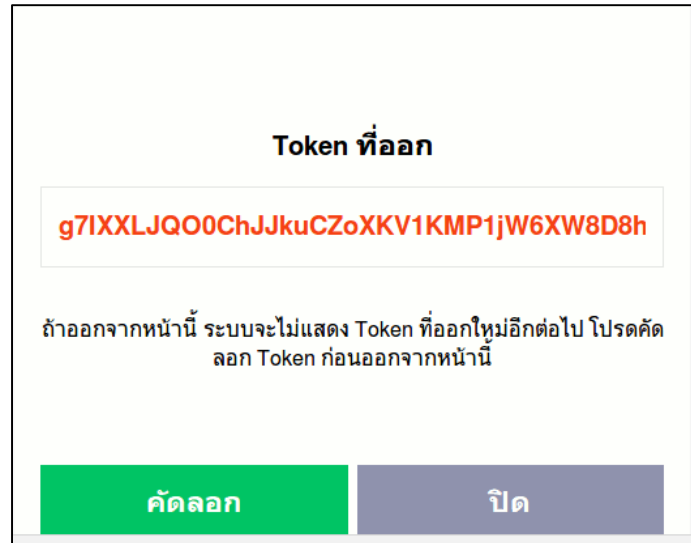 Token ที่ออก
g7IXXLJQO0ChJJkuCZoXKV1KMP1jW6XW8D8h
ถ้าออกจากหน้านี้ ระบบจะไม่แสดง Token ที่ออกใหม่อีกต่อไป โปรดคัด
ลอก Token ก่อนออกจากหน้านี้
คัดลอก
ปิด